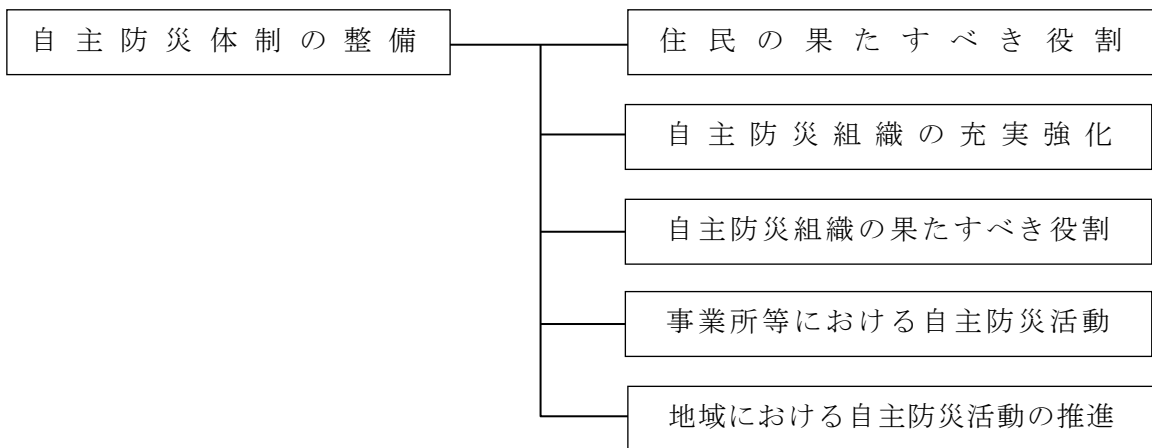 自主防災体制の整備
住民の果たすべき役割
自主防災組織の充実強化
自主防災組織の果たすべき役割
事業所等における自主防災活動
地域における自主防災活動の推進